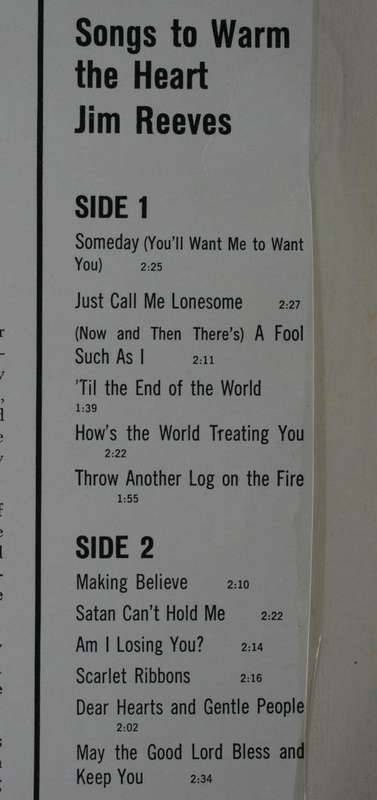 Songs to Warm
the Heart
Jim Reeves
SIDE 1
Someday (You'll Want Me to Want
You) 2:25
Just Call Me Lonesome 2:27
(Now and Then There's) A Fool
Such As I 2:11
'Til the End of the World
1:39
How's the World Treating You
2:22
Throw Another Log on the Fire
1:55
SIDE 2
Making Believe 2:10
Satan Can't Hold Me 2:22
Am I Losing You? 2:14
Scarlet Ribbons 2:16
Dear Hearts and Gentle People
2:02
May the Good Lord Bless and
Keep You 2:34